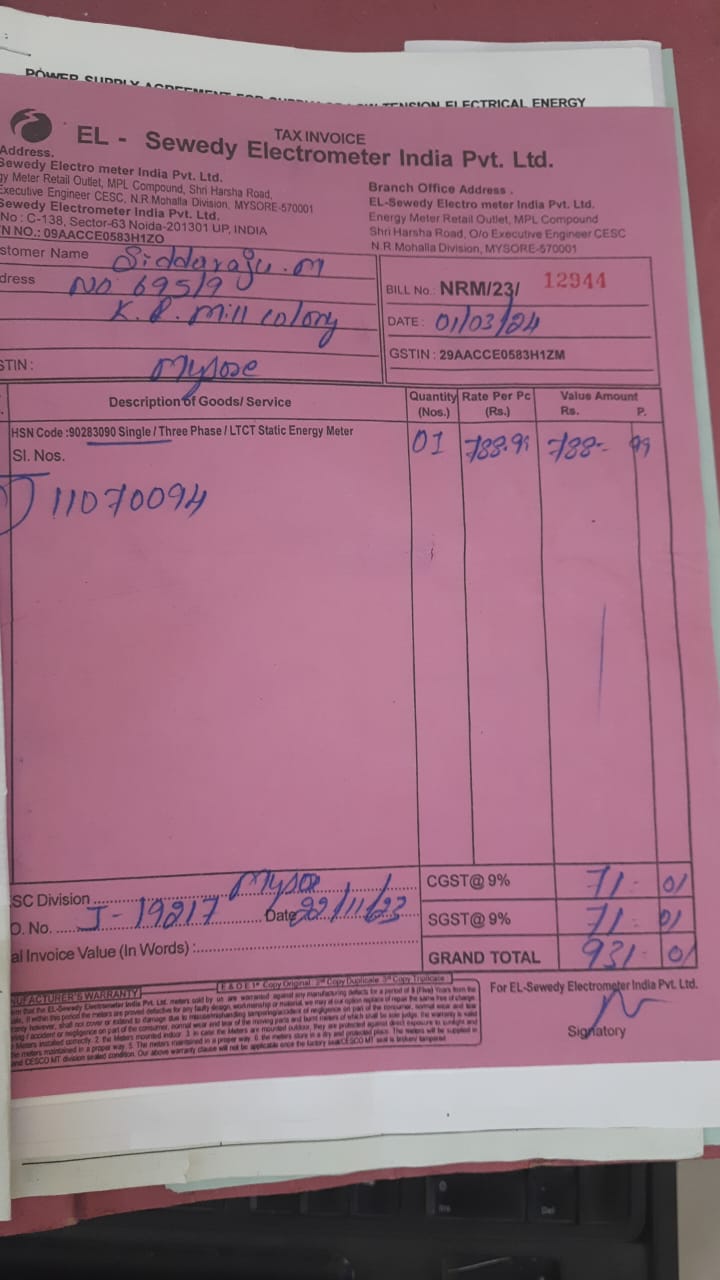 POWER SUPPLY AGREEMENT FOR
TENSION ELECTRICAL ENERGY
TAX INVOICE
EL - Sewedy Electrometer India Pvt. Ltd.
Address.
Sewedy Electro meter India Pvt. Ltd.
gy Meter Retail Outlet, MPL Compound, Shri Harsha Road,
Executive Engineer CESC, N.R.Mohalla Division, MYSORE-570001
Sewedy Electrometer India Pvt. Ltd.
No : C-138, Sector-63 Noida-201301 UP, INDIA
N NO.: 09AACCE0583H1ZO
Branch Office Address .
EL-Sewedy Electro meter India Pvt. Ltd.
Energy Meter Retail Outlet, MPL Compound
Shri Harsha Road, O/o Executive Engineer CESC
N.R Mohalla Division, MYSORE-570001
stomer Name Siddaraju.M
dress No 695/9
K.R. Mill colony
STIN : Mysore
BILL No.: NRM/23/ 12944
DATE : 01/03/24
GSTIN : 29AACCE0583H1ZM
Description of Goods/ Service
Quantity (Nos.)
Rate Per Pc (Rs.)
Value Amount Rs. P.
HSN Code :90283090 Single / Three Phase / LTCT Static Energy Meter
01 788.99 788- 99
Sl. Nos.
11070094
SC Division Mysore
O. No. J-19217 Date 22/11/23
al Invoice Value (In Words) :
CGST@ 9% 71- 01
SGST@ 9% 71- 01
GRAND TOTAL 931- 01
E & O E 1st Copy Original 2nd Copy Duplicate 3rd Copy Triplicate
UFACTURER'S WARRANTY
For EL-Sewedy Electrometer India Pvt. Ltd.
Signatory